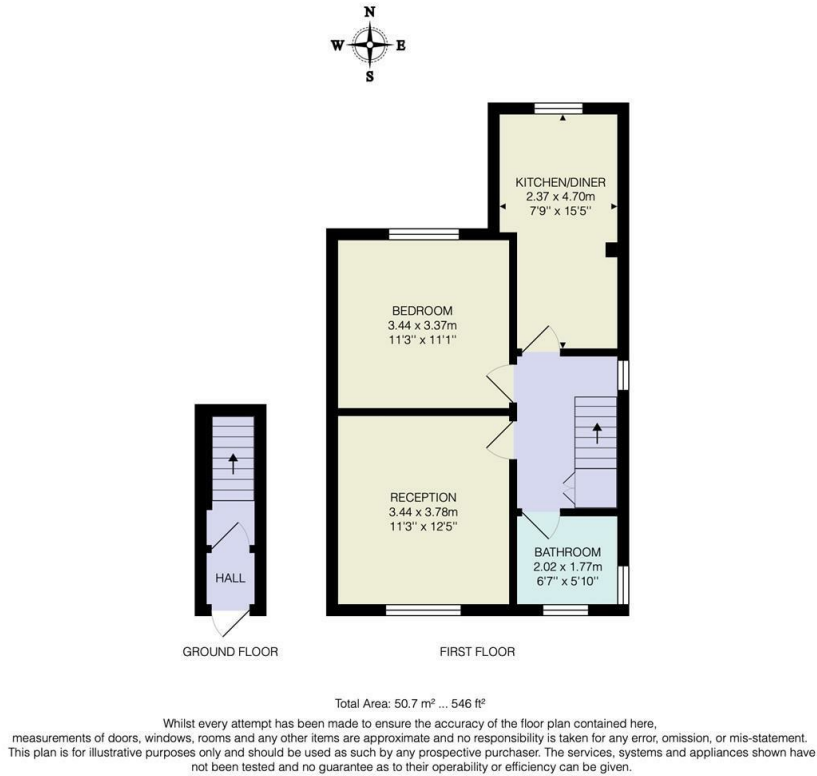 N
W E
S
KITCHEN/DINER
2.37 x 4.70m
7'9'' x 15'5''
BEDROOM
3.44 x 3.37m
11'3'' x 11'1''
RECEPTION
3.44 x 3.78m
11'3'' x 12'5''
BATHROOM
2.02 x 1.77m
6'7'' x 5'10''
HALL
GROUND FLOOR
FIRST FLOOR
Total Area: 50.7 m² ... 546 ft²
Whilst every attempt has been made to ensure the accuracy of the floor plan contained here,
measurements of doors, windows, rooms and any other items are approximate and no responsibility is taken for any error, omission, or mis-statement.
This plan is for illustrative purposes only and should be used as such by any prospective purchaser. The services, systems and appliances shown have
not been tested and no guarantee as to their operability or efficiency can be given.